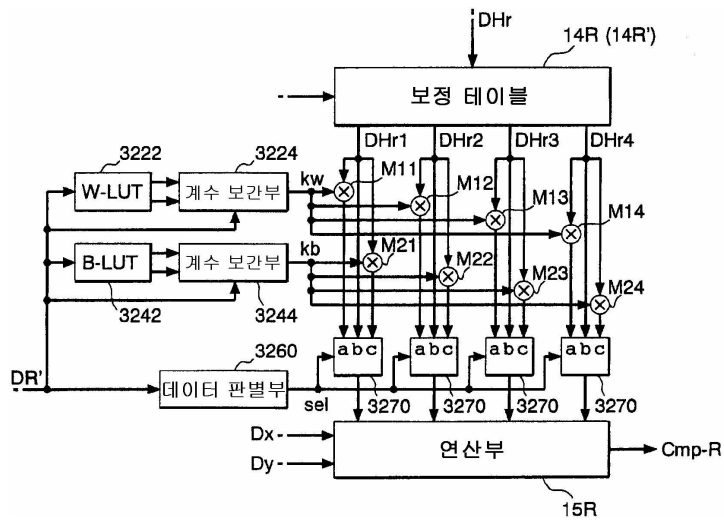 DHr
14R (14R')
보정 테이블
DHr1 DHr2 DHr3 DHr4
3222 3224
W-LUT 계수 보간부 kw M11 M12 M13 M14
B-LUT 계수 보간부 kb M21 M22 M23 M24
3242 3244
3260
DR' 데이터 판별부 sel
abc abc abc abc
3270 3270 3270 3270
Dx
Dy
연산부 Cmp-R
15R